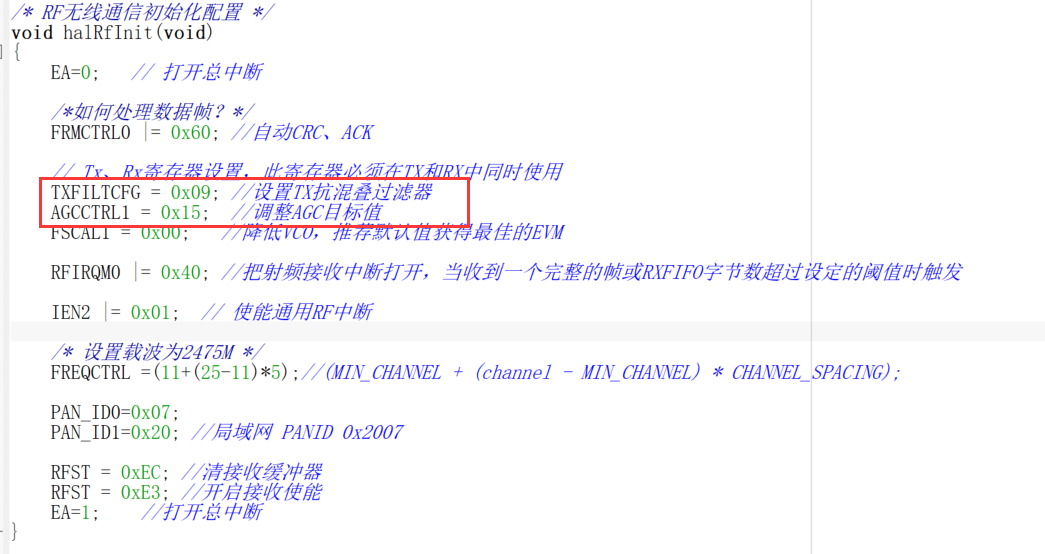 /* RF无线通信初始化配置 */
void halRfInit(void)
{
EA=0; // 打开总中断
/*如何处理数据帧？*/
FRMCTRL0 |= 0x60; //自动CRC、ACK
// Tx、Rx寄存器设置，此寄存器必须在TX和RX中同时使用
TXFILTCFG = 0x09; //设置TX抗混叠过滤器
AGCCTRL1 = 0x15; //调整AGC目标值
FSCAL1 = 0x00; //降低VCO，推荐默认值获得最佳的EVM
RFIRQM0 |= 0x40; //把射频接收中断打开，当收到一个完整的帧或RXFIFO字节数超过设定的阈值时触发
IEN2 |= 0x01; // 使能通用RF中断
/* 设置载波为2475M */
FREQCTRL =(11+(25-11)*5);//(MIN_CHANNEL + (channel - MIN_CHANNEL) * CHANNEL_SPACING);
PAN_ID0=0x07;
PAN_ID1=0x20; //局域网 PANID 0x2007
RFST = 0xEC; //清接收缓冲器
RFST = 0xE3; //开启接收使能
EA=1; //打开总中断
}